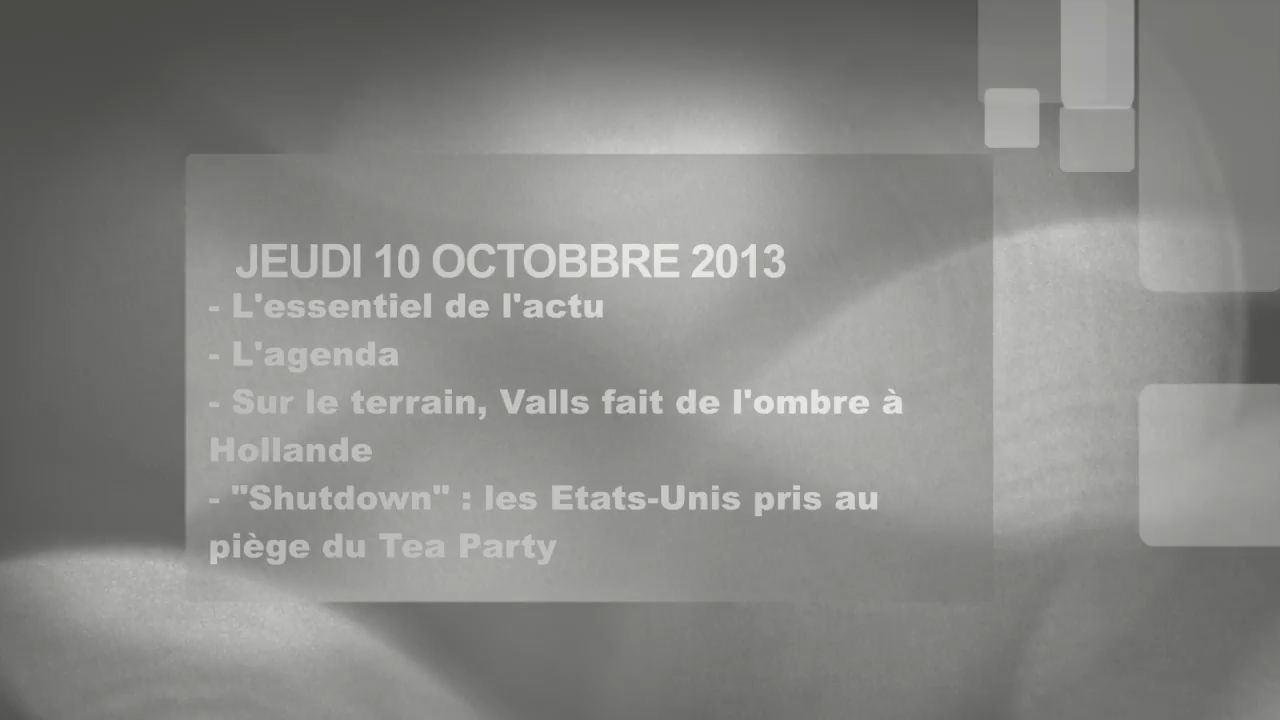 JEUDI 10 OCTOBBRE 2013
- L'essentiel de l'actu
- L'agenda
- Sur le terrain, Valls fait de l'ombre à
Hollande
- "Shutdown" : les Etats-Unis pris au
piège du Tea Party